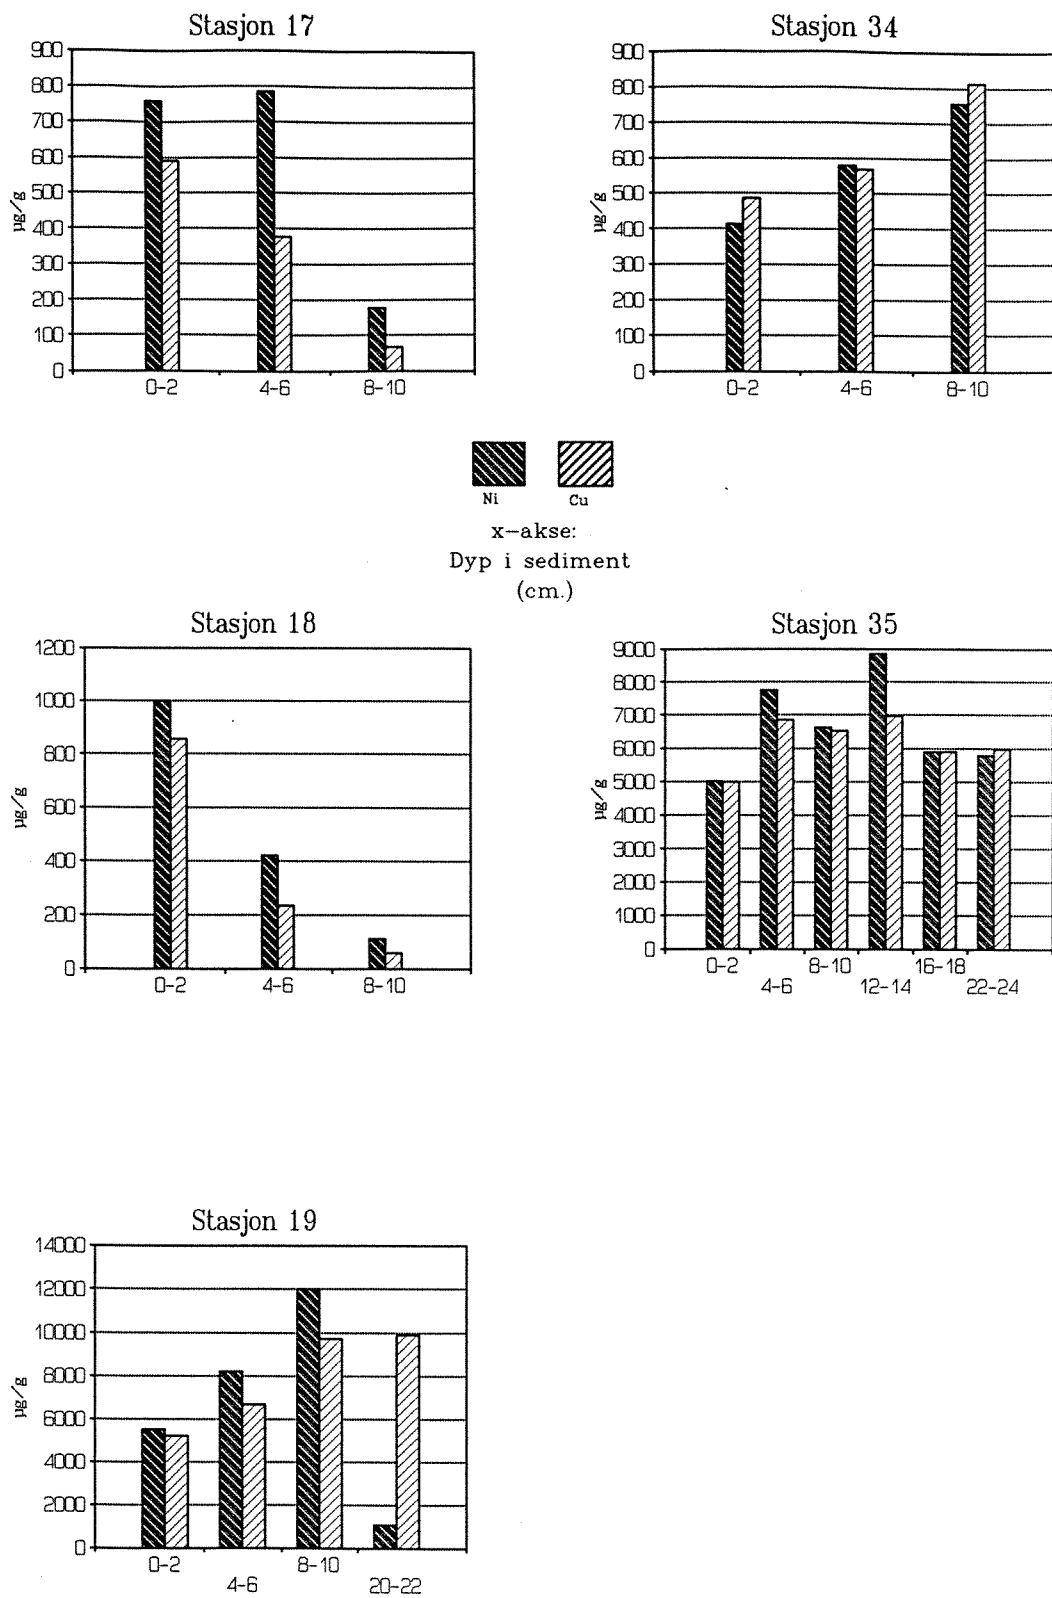 Stasjon 17
900
800
700
600
500
400
300
200
100
0
µg/g
0-2 4-6 8-10
Stasjon 34
900
800
700
600
500
400
300
200
100
0
µg/g
0-2 4-6 8-10
Ni Cu
x-akse:
Dyp i sediment
(cm.)
Stasjon 18
1200
1000
800
600
400
200
0
µg/g
0-2 4-6 8-10
Stasjon 35
9000
8000
7000
6000
5000
4000
3000
2000
1000
0
µg/g
0-2 8-10 16-18
4-6 12-14 22-24
Stasjon 19
14000
12000
10000
8000
6000
4000
2000
0
µg/g
0-2 8-10
4-6 20-22